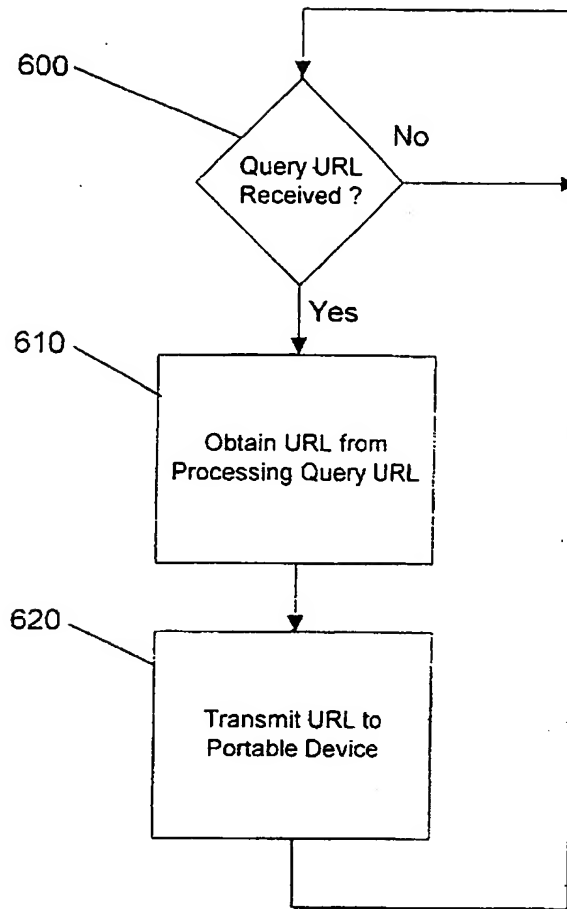 600
No
Query URL
Received ?
Yes
610
Obtain URL from
Processing Query URL
620
Transmit URL to
Portable Device